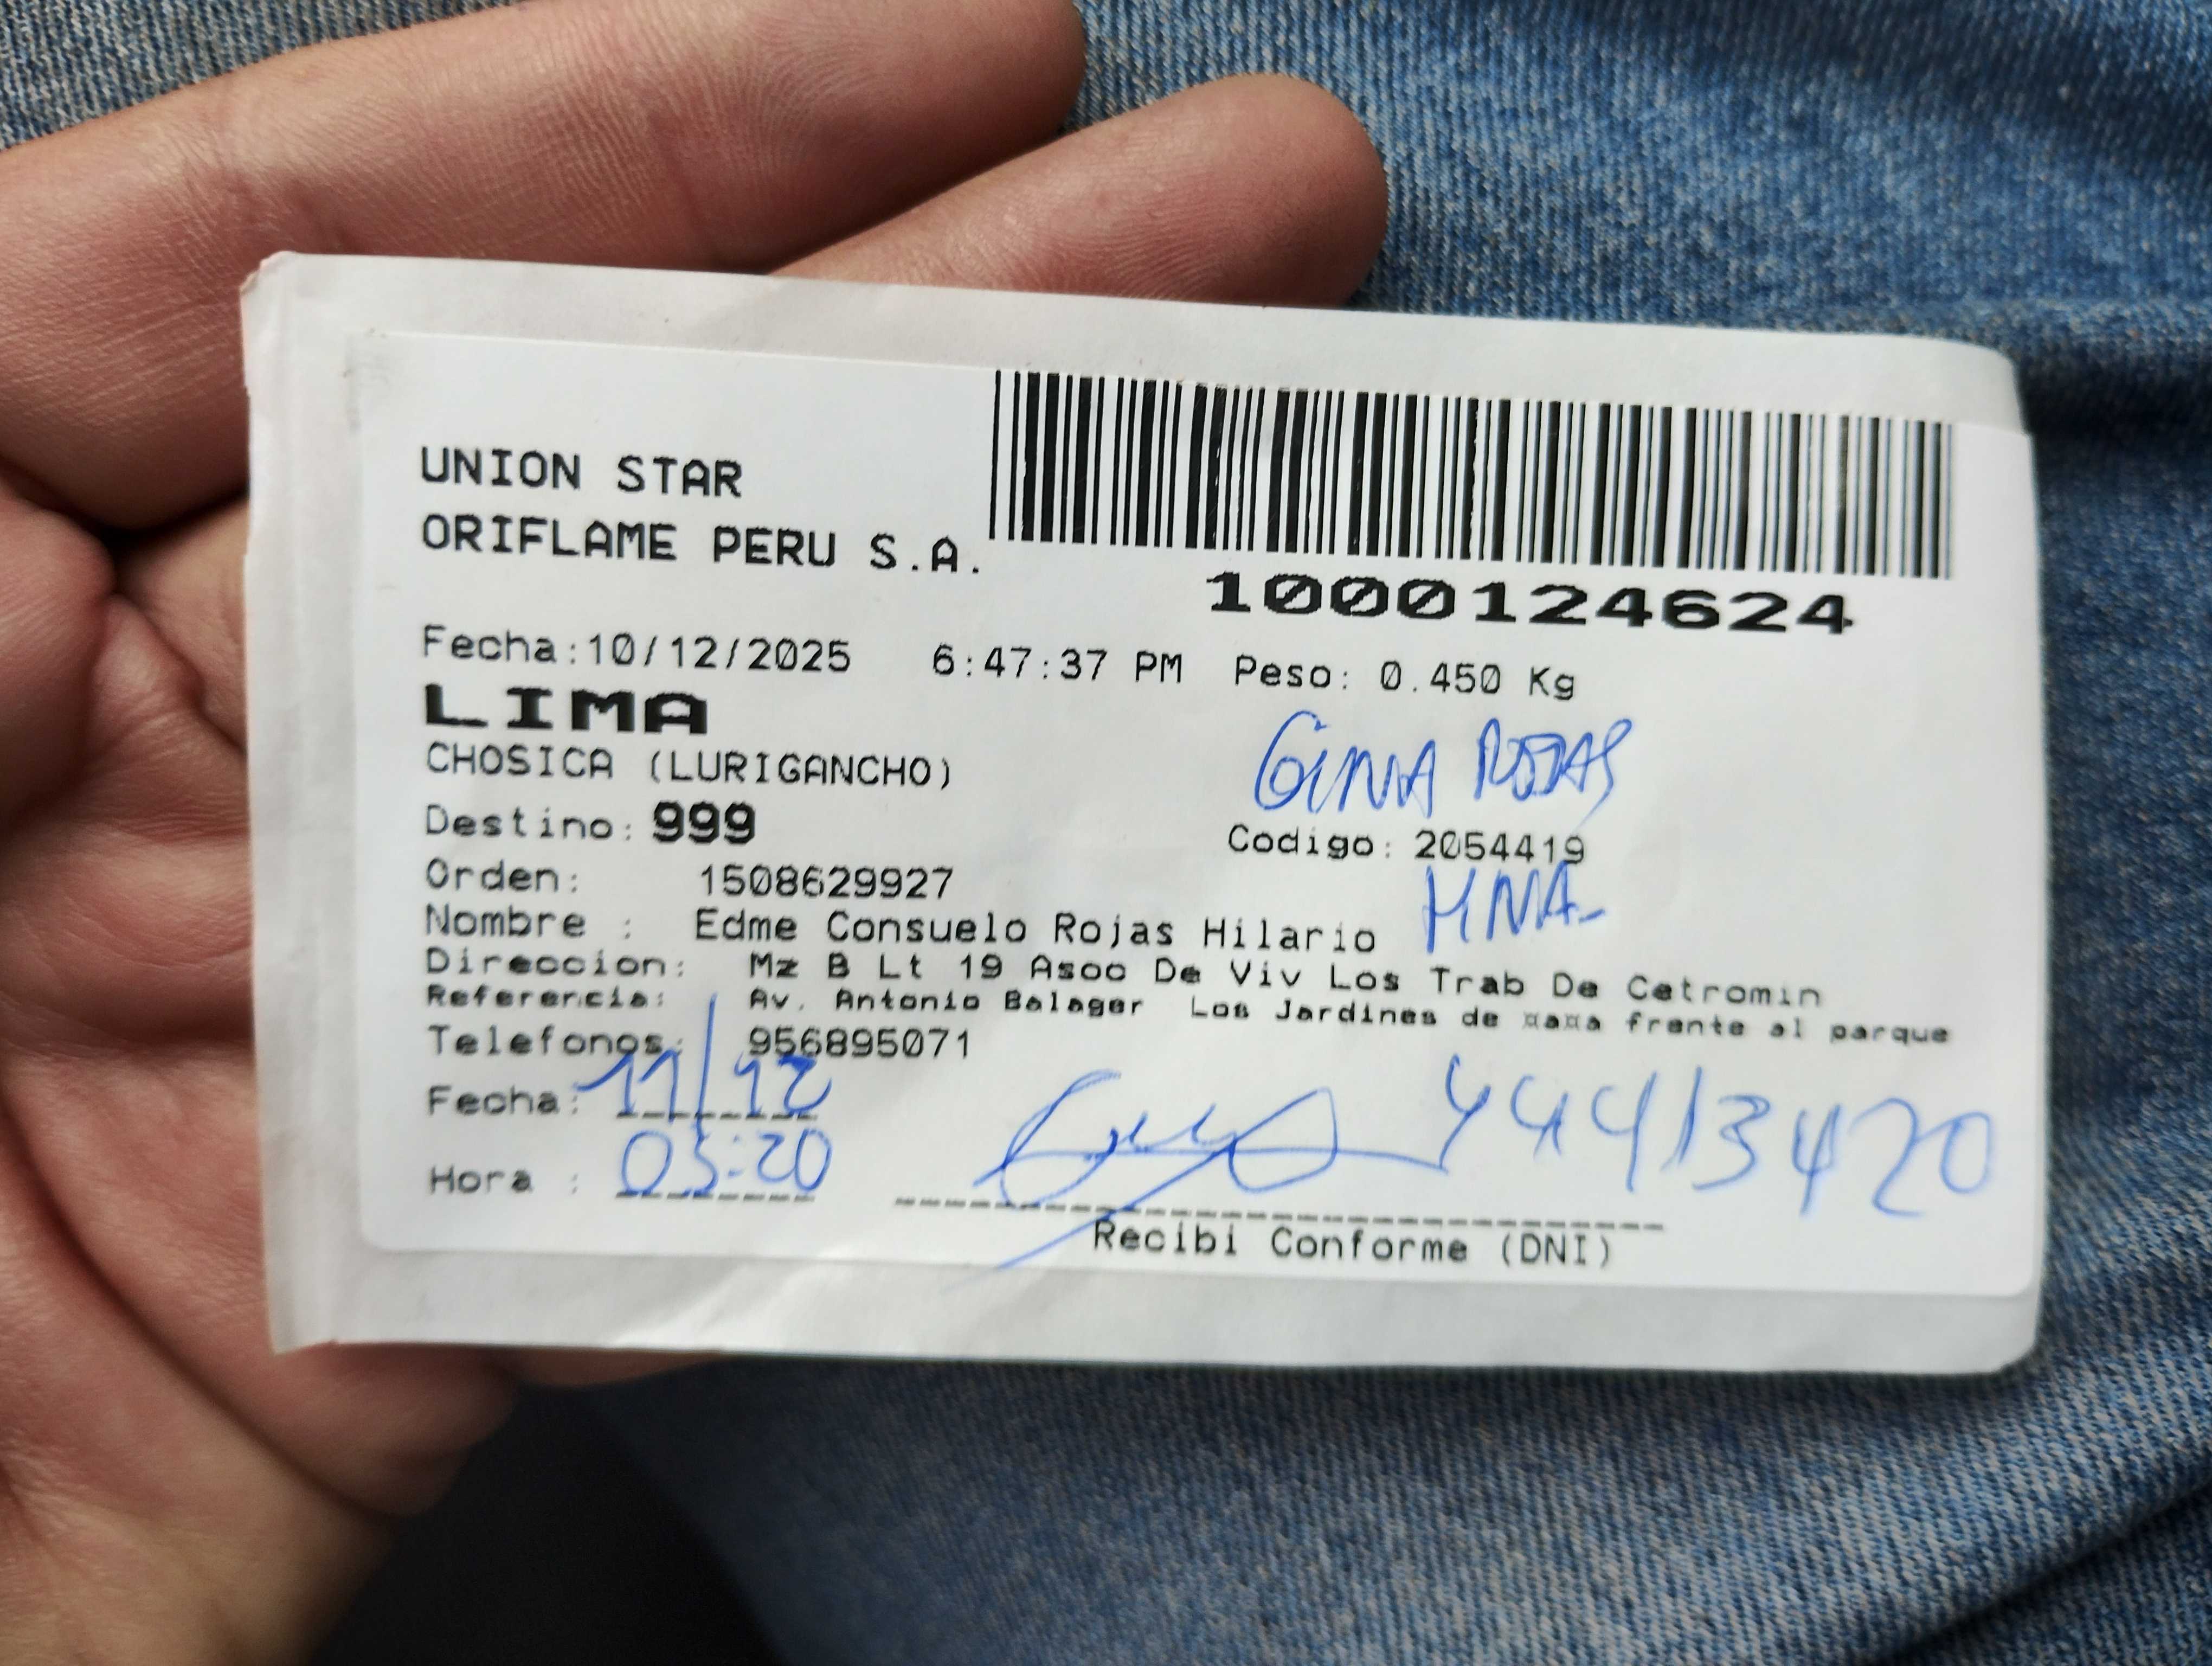 UNION STAR
ORIFLAME PERU S.A.
1000124624
Fecha:10/12/2025 6:47:37 PM Peso: 0.450 Kg
LIMA
CHOSICA (LURIGANCHO)
GINA ROJAS
Destino: 999
Codigo: 2054419
Orden: 1508629927
HNA.
Nombre : Edme Consuelo Rojas Hilario
Direccion: Mz B Lt 19 Asoc De Viv Los Trab De Cetromin
Referencia: Av. Antonio Balager Los Jardines de ¤a¤a frente al parque
Telefonos: 956895071
Fecha: 11/12
44413420
Hora : 03:20
Recibi Conforme (DNI)